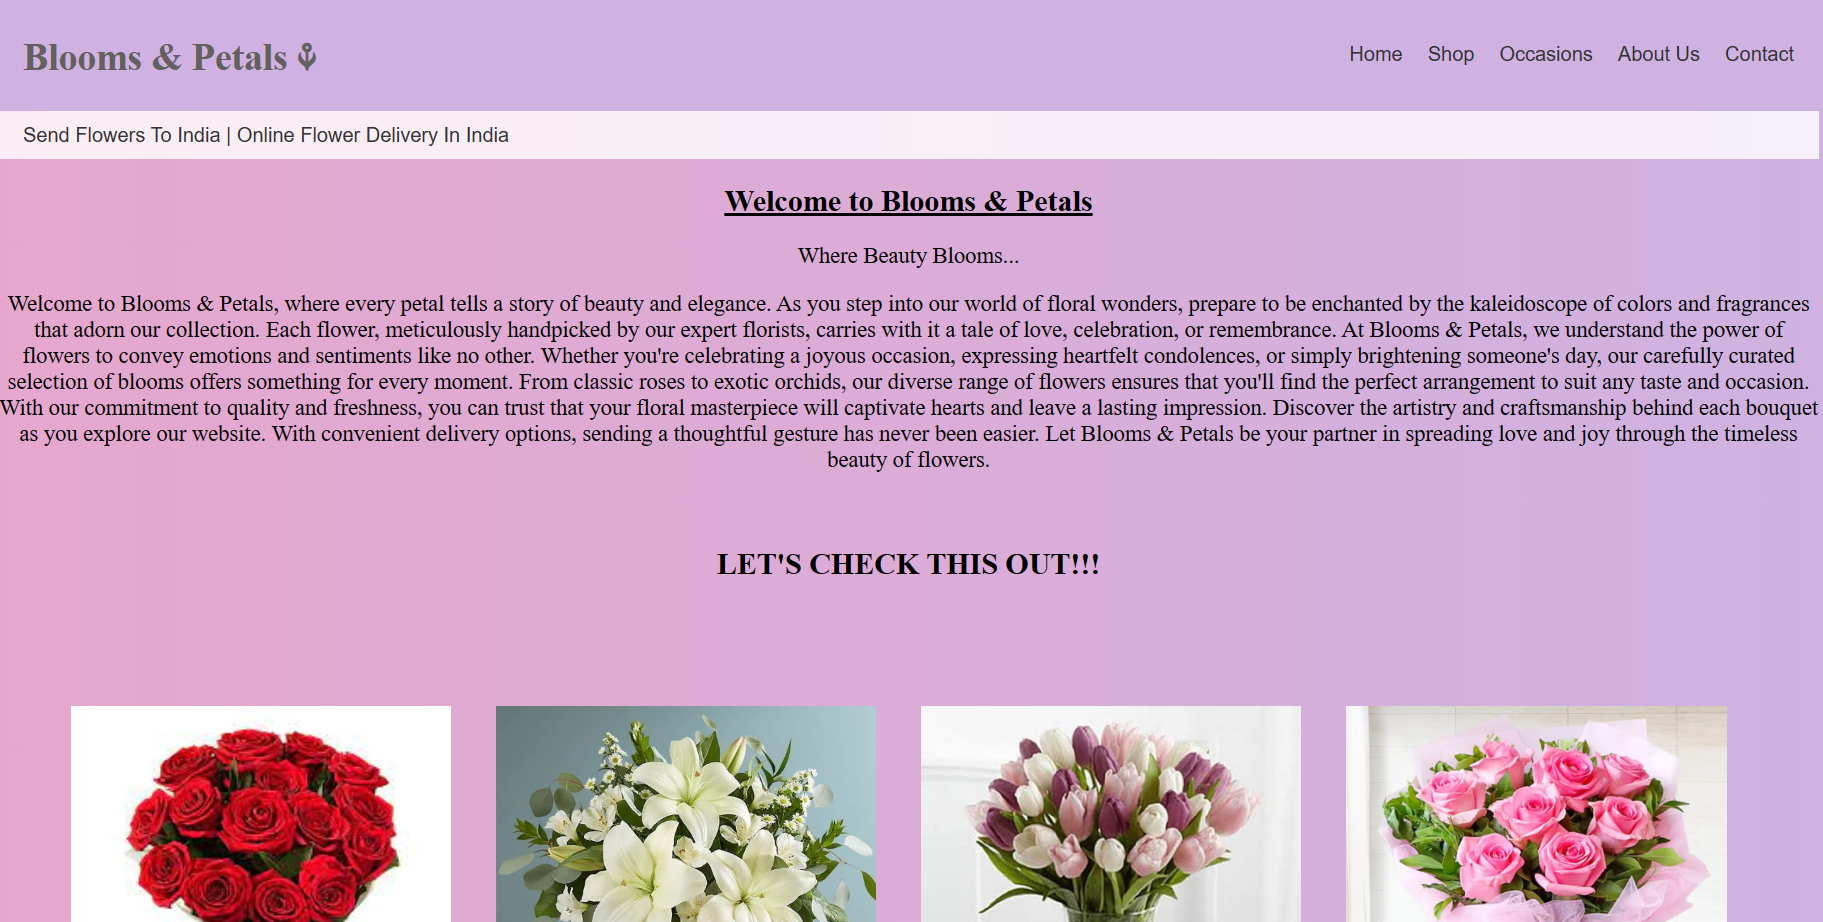 Blooms & Petals
Home Shop Occasions About Us Contact
Send Flowers To India | Online Flower Delivery In India
Welcome to Blooms & Petals
Where Beauty Blooms...
Welcome to Blooms & Petals, where every petal tells a story of beauty and elegance. As you step into our world of floral wonders, prepare to be enchanted by the kaleidoscope of colors and fragrances
that adorn our collection. Each flower, meticulously handpicked by our expert florists, carries with it a tale of love, celebration, or remembrance. At Blooms & Petals, we understand the power of
flowers to convey emotions and sentiments like no other. Whether you're celebrating a joyous occasion, expressing heartfelt condolences, or simply brightening someone's day, our carefully curated
selection of blooms offers something for every moment. From classic roses to exotic orchids, our diverse range of flowers ensures that you'll find the perfect arrangement to suit any taste and occasion.
With our commitment to quality and freshness, you can trust that your floral masterpiece will captivate hearts and leave a lasting impression. Discover the artistry and craftsmanship behind each bouquet
as you explore our website. With convenient delivery options, sending a thoughtful gesture has never been easier. Let Blooms & Petals be your partner in spreading love and joy through the timeless
beauty of flowers.
LET'S CHECK THIS OUT!!!